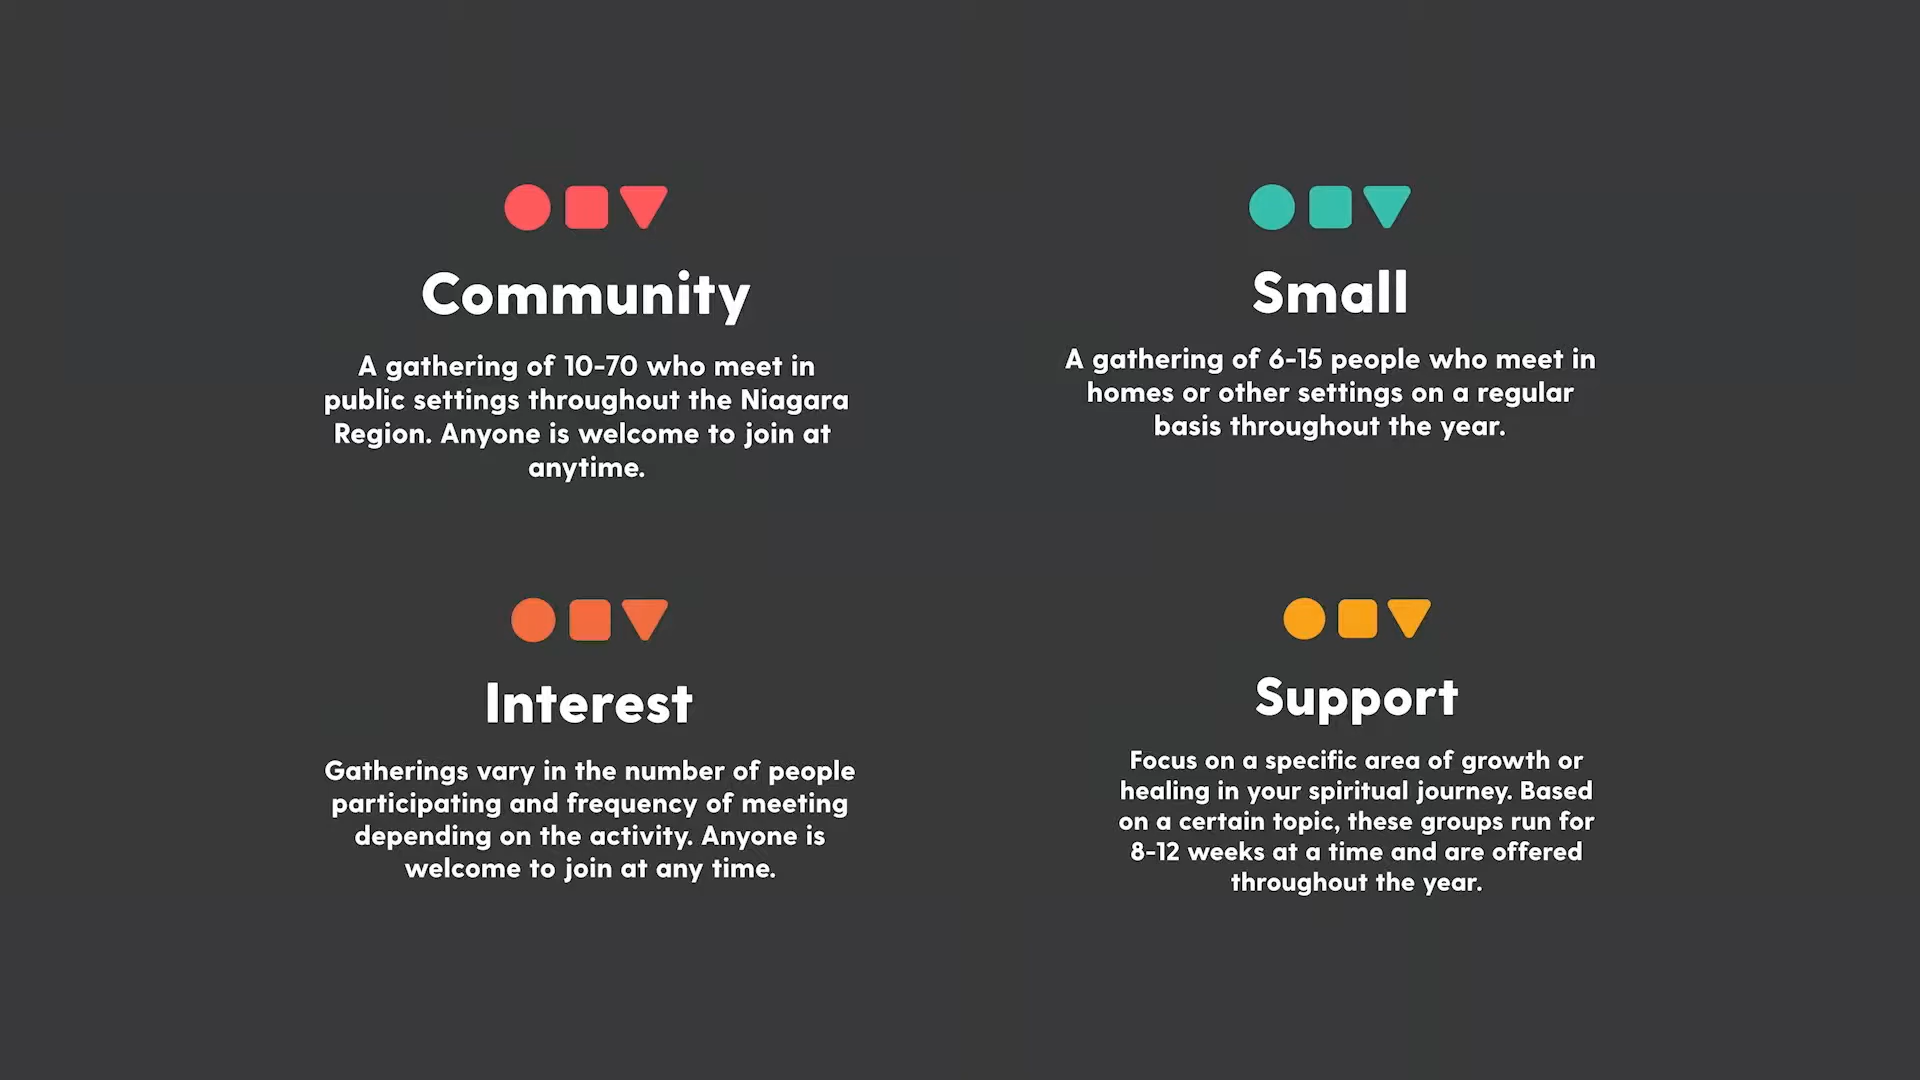 Community
A gathering of 10-70 who meet in
public settings throughout the Niagara
Region. Anyone is welcome to join at
anytime.
Small
A gathering of 6-15 people who meet in
homes or other settings on a regular
basis throughout the year.
Interest
Gatherings vary in the number of people
participating and frequency of meeting
depending on the activity. Anyone is
welcome to join at any time.
Support
Focus on a specific area of growth or
healing in your spiritual journey. Based
on a certain topic, these groups run for
8-12 weeks at a time and are offered
throughout the year.